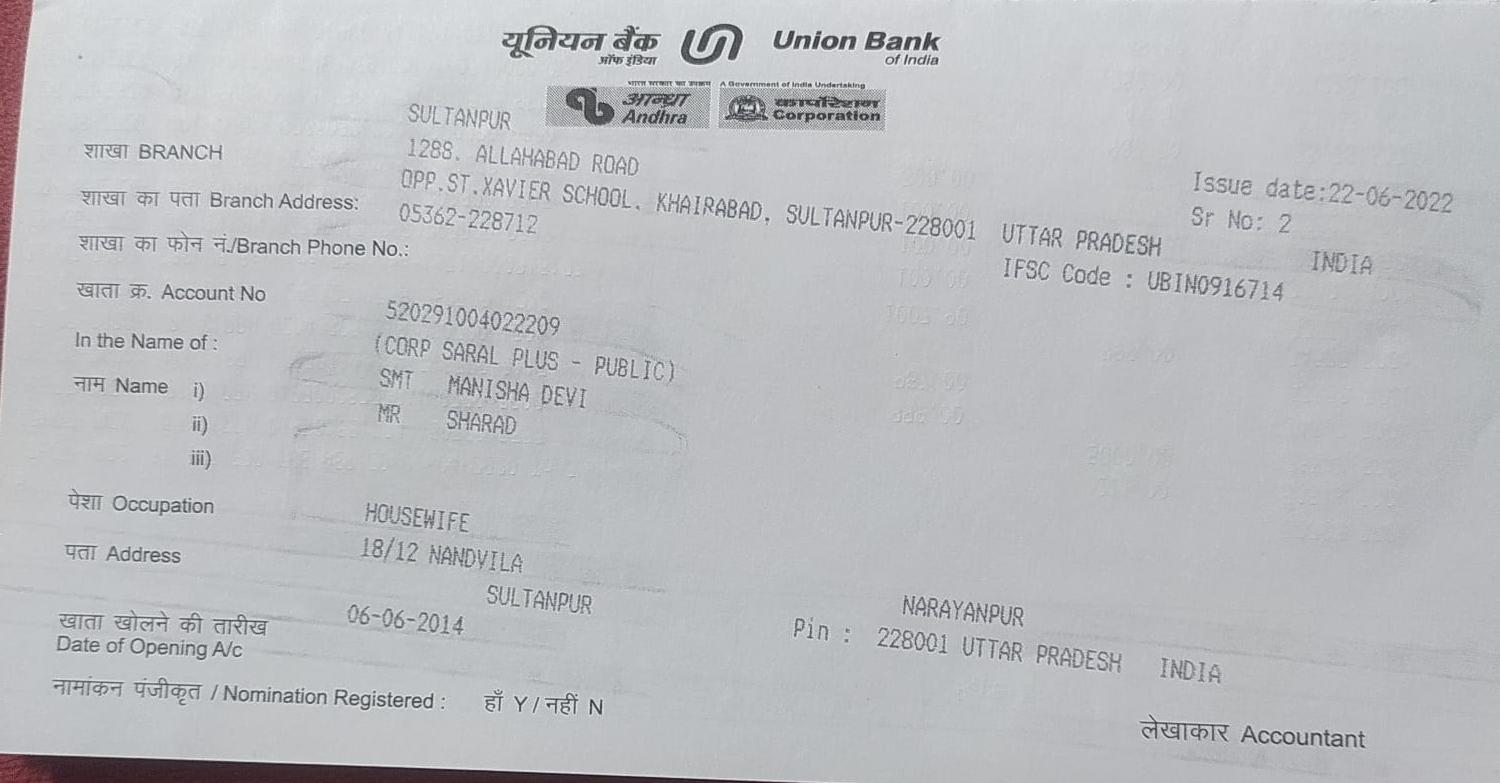 यूनियन बैंक Union Bank
ऑफ इंडिया of India
भारत सरकार का उपक्रम A Government of India Undertaking
आन्ध्रा Andhra कार्पोरेशन Corporation
शाखा BRANCH SULTANPUR
शाखा का पता Branch Address: 1288, ALLAHABAD ROAD
OPP.ST.XAVIER SCHOOL, KHAIRABAD, SULTANPUR-228001 UTTAR PRADESH INDIA
Issue date:22-06-2022
Sr No: 2
शाखा का फोन नं./Branch Phone No.: 05362-228712
IFSC Code : UBIN0916714
खाता क्र. Account No 520291004022209
In the Name of : (CORP SARAL PLUS - PUBLIC)
नाम Name i) SMT MANISHA DEVI
ii) MR SHARAD
iii)
पेशा Occupation HOUSEWIFE
पता Address 18/12 NANDVILA
SULTANPUR NARAYANPUR
Pin : 228001 UTTAR PRADESH INDIA
खाता खोलने की तारीख 06-06-2014
Date of Opening A/c
नामांकन पंजीकृत / Nomination Registered : हाँ Y / नहीं N
लेखाकार Accountant